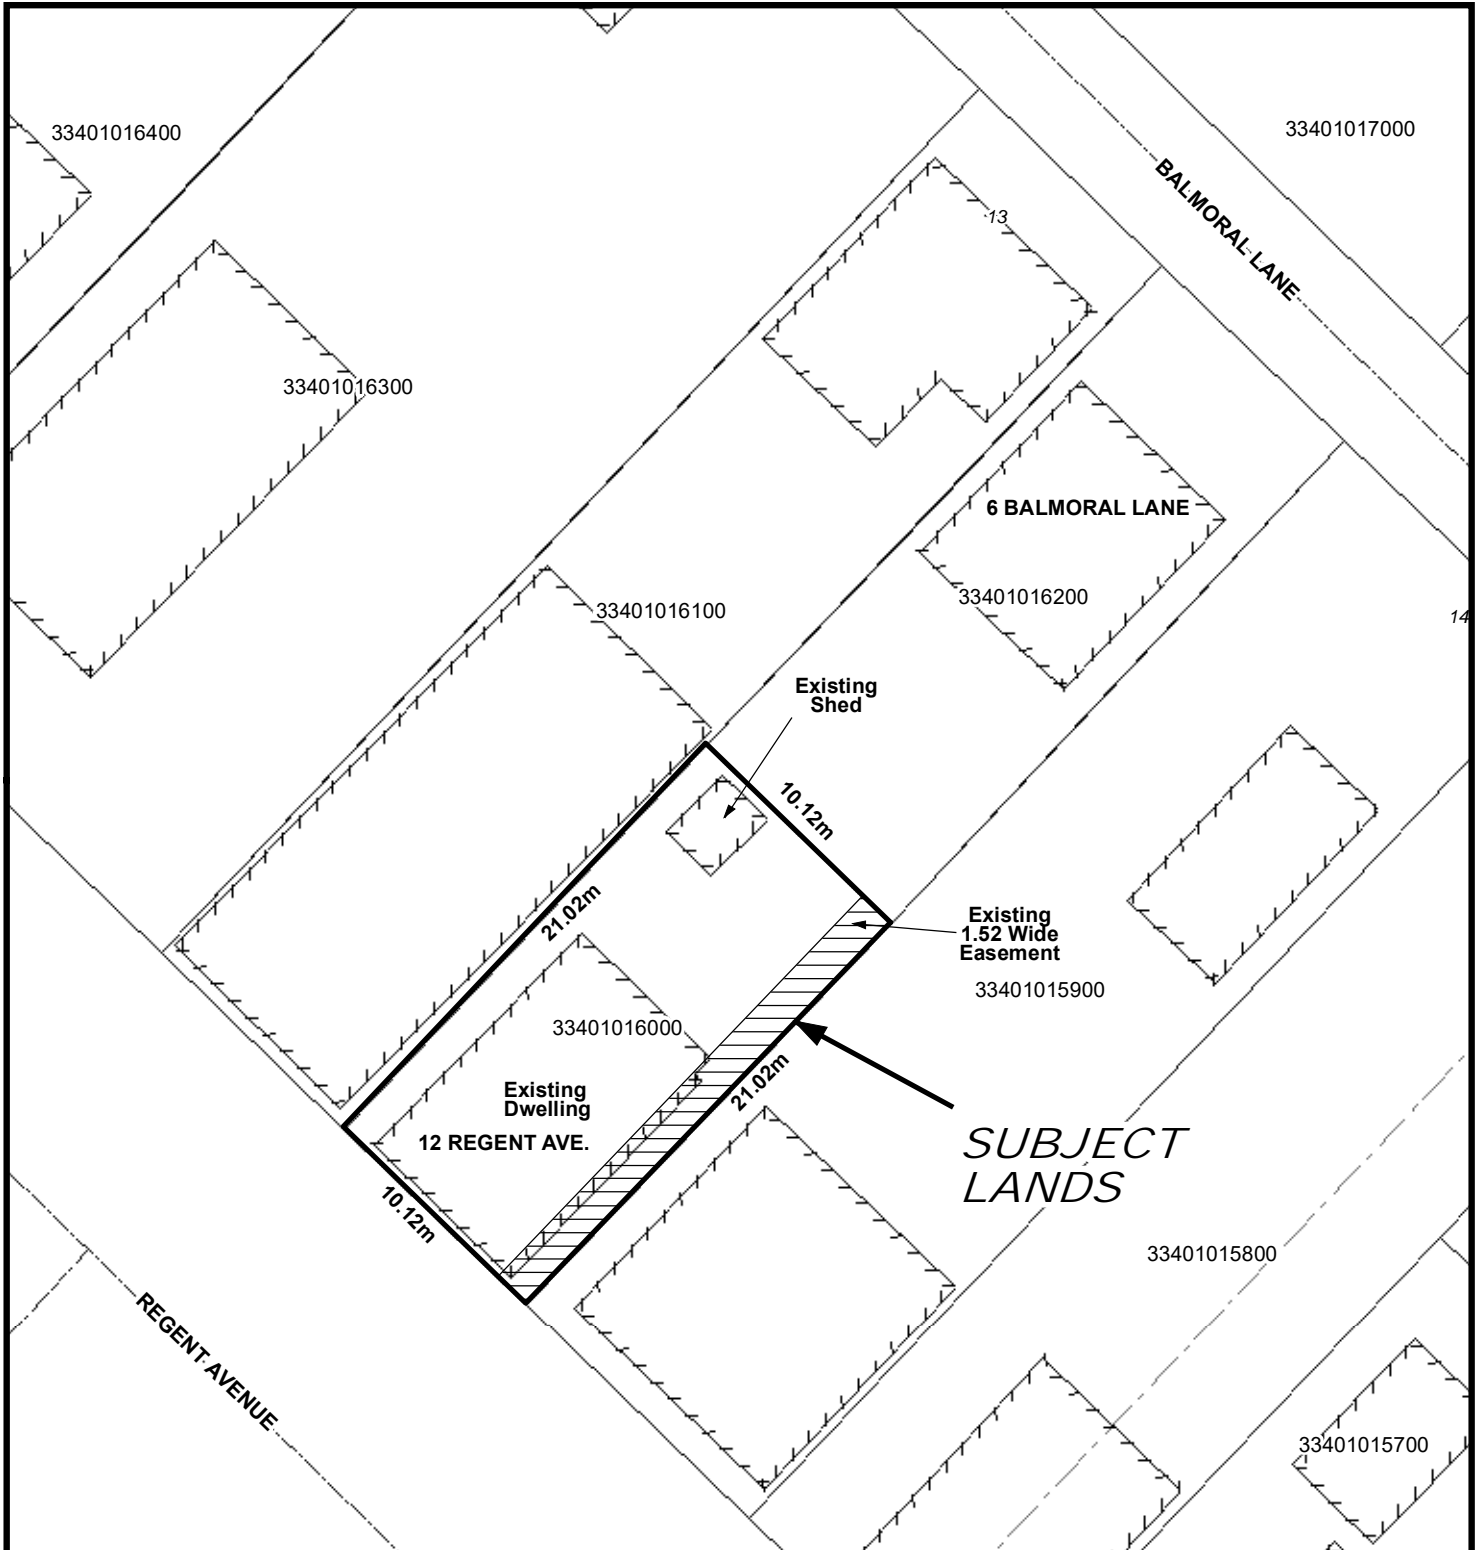 33401016400
33401017000
BALMORAL LANE
13
33401016300
6 BALMORAL LANE
33401016200
33401016100
14
Existing
Shed
10.12m
21.02m
Existing
1.52 Wide
Easement
33401015900
33401016000
Existing
Dwelling
12 REGENT AVE.
21.02m
SUBJECT
LANDS
10.12m
33401015800
REGENT AVENUE
33401015700